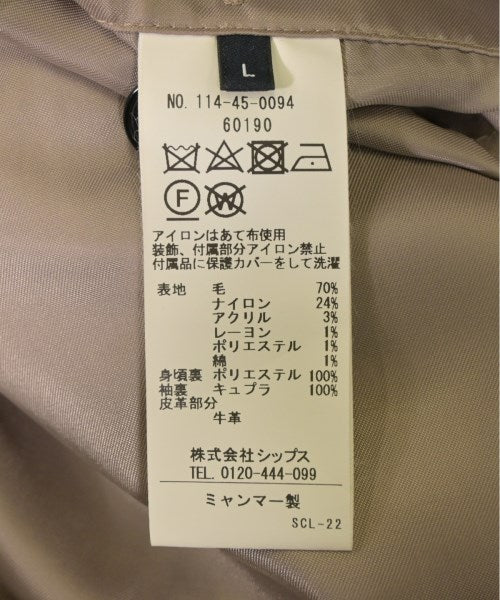 L
NO. 114-45-0094
60190
F W
アイロンはあて布使用
装飾、付属部分アイロン禁止
付属品に保護カバーをして洗濯
表地 毛 70%
ナイロン 24%
アクリル 3%
レーヨン 1%
ポリエステル 1%
綿 1%
身頃裏 ポリエステル 100%
袖裏 キュプラ 100%
皮革部分
牛革
株式会社シップス
TEL. 0120-444-099
ミャンマー製
SCL-22